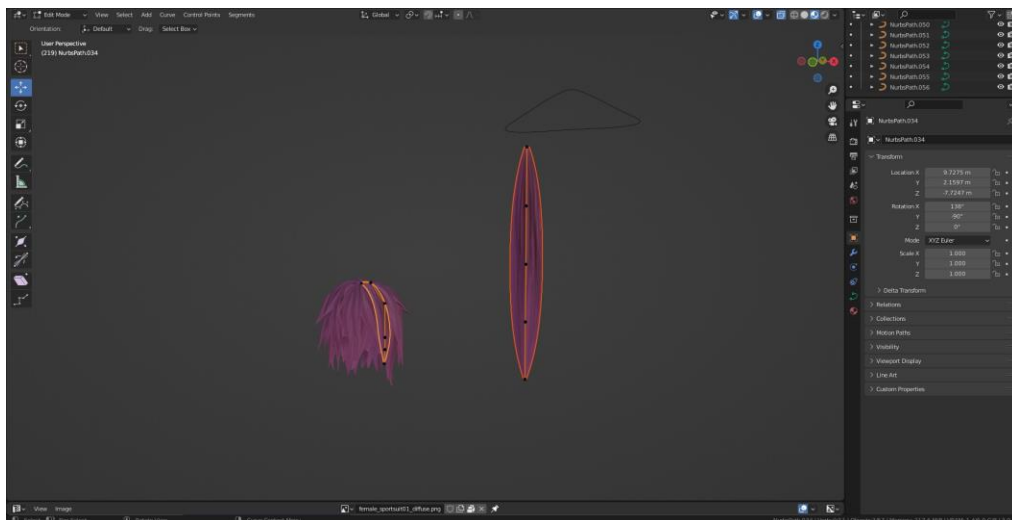 Edit Mode View Select Add Curve Control Points Segments Global
Orientation: Default Drag: Select Box
User Perspective
(219) NurbsPath.034
NurbsPath.050
NurbsPath.051
NurbsPath.052
NurbsPath.053
NurbsPath.054
NurbsPath.055
NurbsPath.056
NurbsPath.034
NurbsPath.034
Transform
Location X 9.7275 m
Y 2.1597 m
Z -7.7247 m
Rotation X 138°
Y -90°
Z 0°
Mode XYZ Euler
Scale X 1.000
Y 1.000
Z 1.000
Delta Transform
Relations
Collections
Motion Paths
Visibility
Viewport Display
Line Art
Custom Properties
View Image female_sportsuit01_diffuse.png